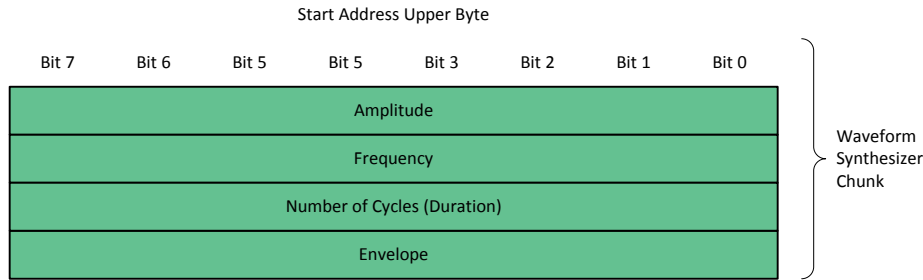 Start Address Upper Byte
Bit 7 Bit 6 Bit 5 Bit 5 Bit 3 Bit 2 Bit 1 Bit 0
Amplitude
Frequency
Number of Cycles (Duration)
Envelope
Waveform
Synthesizer
Chunk